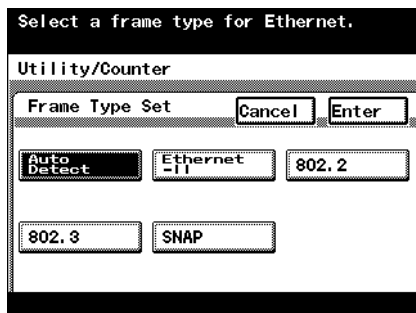 Select a frame type for Ethernet.
Utility/Counter
Frame Type Set
Cancel
Enter
Auto
Detect
Ethernet
-II
802.2
802.3
SNAP